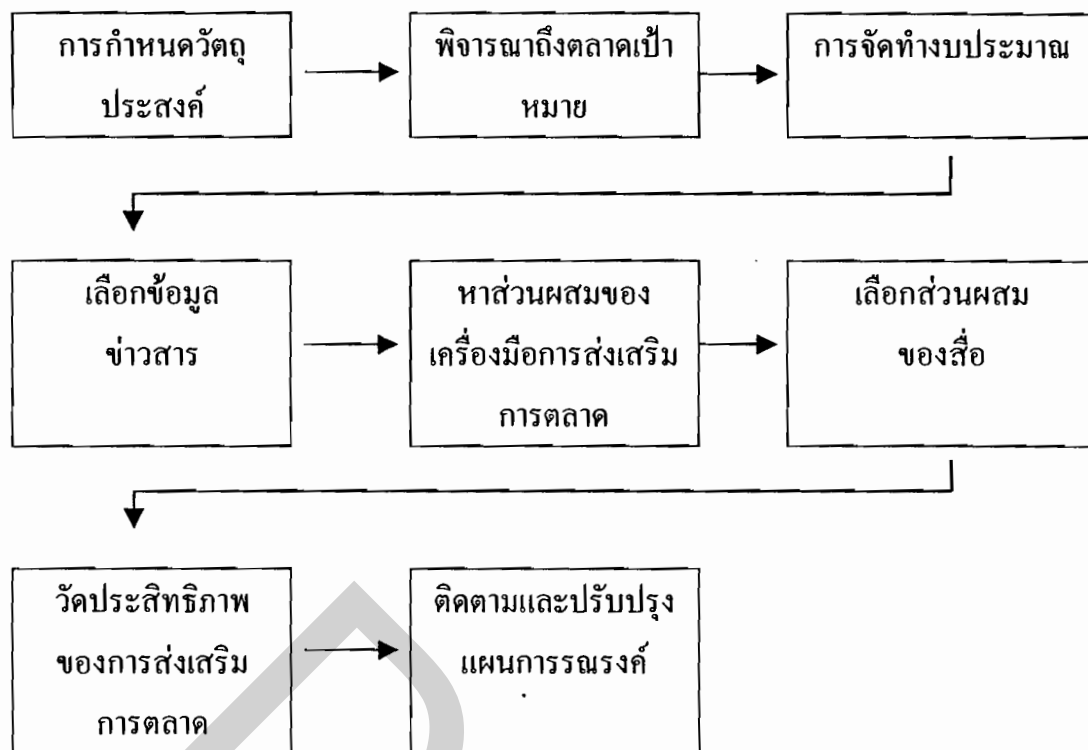 การกำหนดวัตถุ
ประสงค์
พิจารณาถึงตลาดเป้า
หมาย
การจัดทำงบประมาณ
เลือกข้อมูล
ข่าวสาร
หาส่วนผสมของ
เครื่องมือการส่งเสริม
การตลาด
เลือกส่วนผสม
ของสื่อ
วัดประสิทธิภาพ
ของการส่งเสริม
การตลาด
ติดตามและปรับปรุง
แผนการรณรงค์